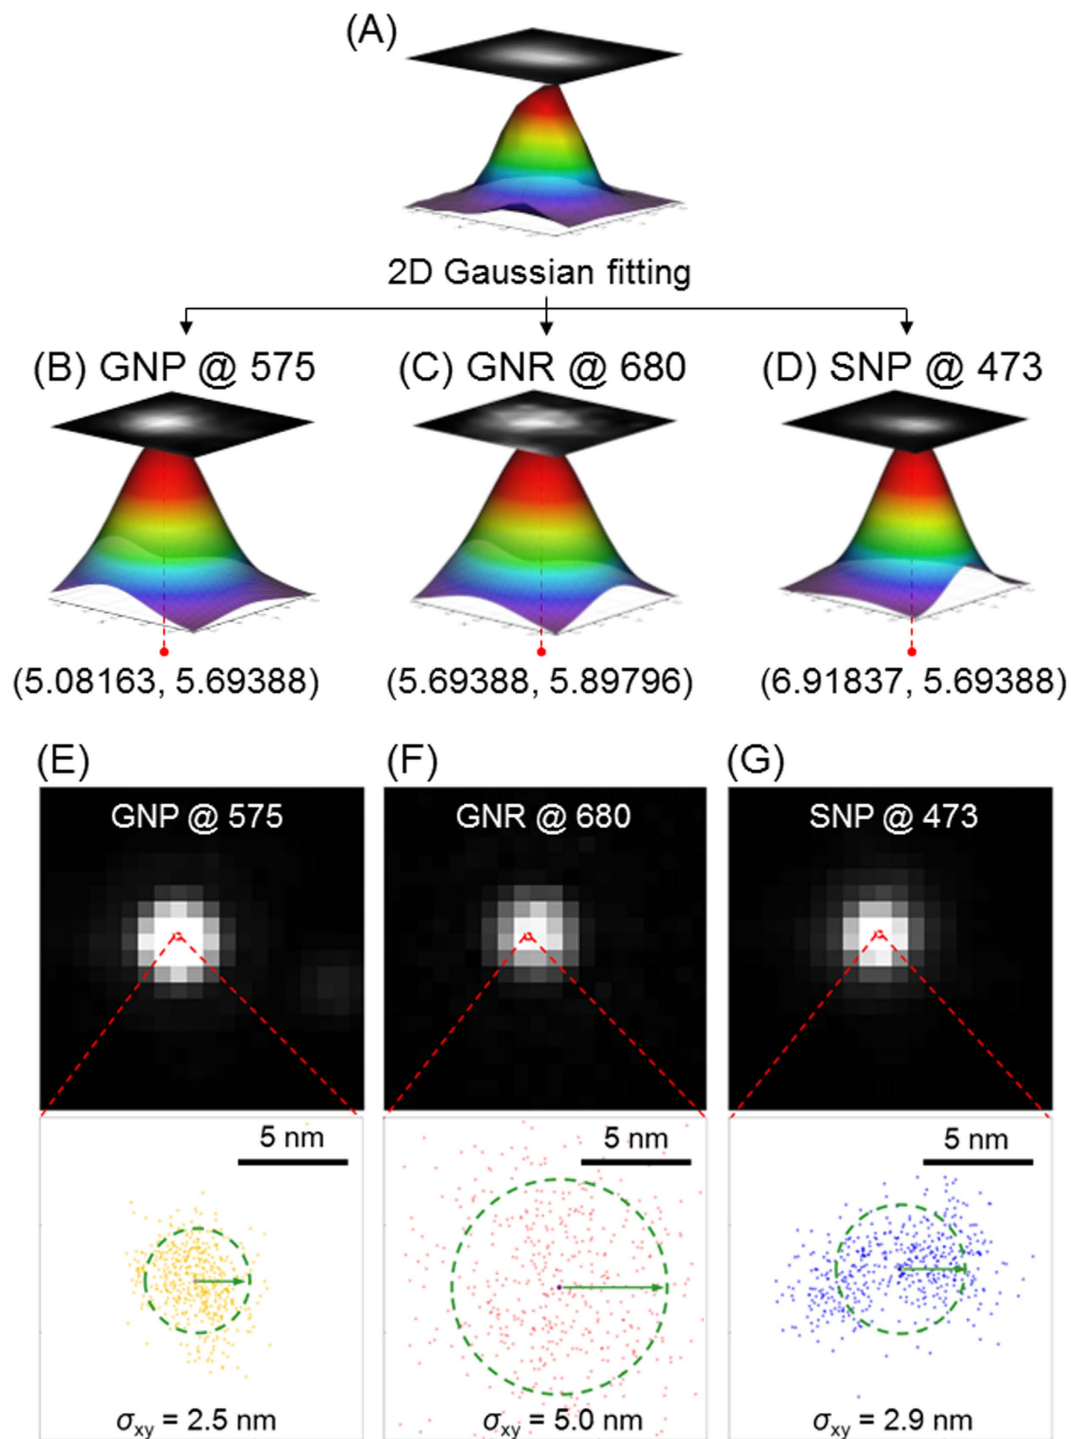 (A)
2D Gaussian fitting
(B) GNP @ 575
(C) GNR @ 680
(D) SNP @ 473
(5.08163, 5.69388)
(5.69388, 5.89796)
(6.91837, 5.69388)
(E)
(F)
(G)
GNP @ 575
GNR @ 680
SNP @ 473
5 nm
5 nm
5 nm
σxy = 2.5 nm
σxy = 5.0 nm
σxy = 2.9 nm